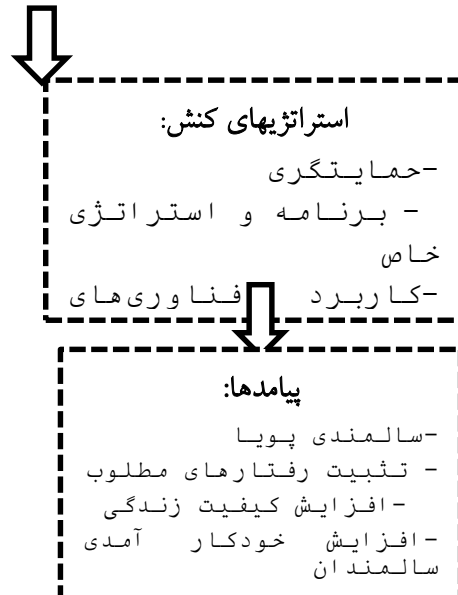 استراتژیهای کنش:
-حمایتگری
- برنامه و استراتژی
خاص
-کاربرد فناوری‌های
پیامدها:
-سالمندی پویا
- تثبیت رفتارهای مطلوب
-افزایش کیفیت زندگی
-افزایش خودکار آمدی
سالمندان